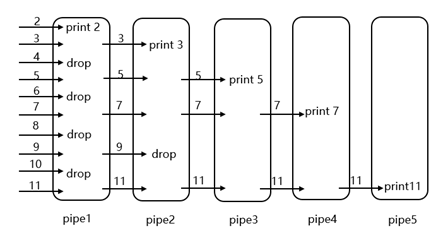 2 print 2
3 3 print 3
4 drop
5 5 5 print 5
6 drop
7 7 7 7 print 7
8 drop
9 9 drop
10 drop
11 11 11 11 11 print11
pipe1 pipe2 pipe3 pipe4 pipe5